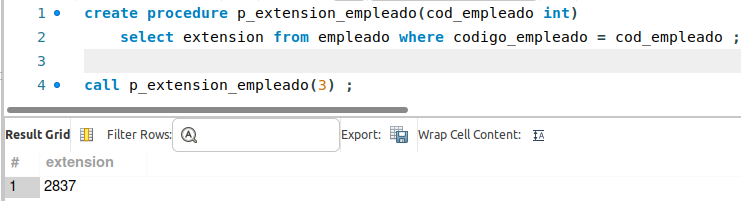 1 create procedure p_extension_empleado(cod_empleado int)
2 select extension from empleado where codigo_empleado = cod_empleado ;
3
4 call p_extension_empleado(3) ;
Result Grid Filter Rows: Export: Wrap Cell Content:
# extension
1 2837